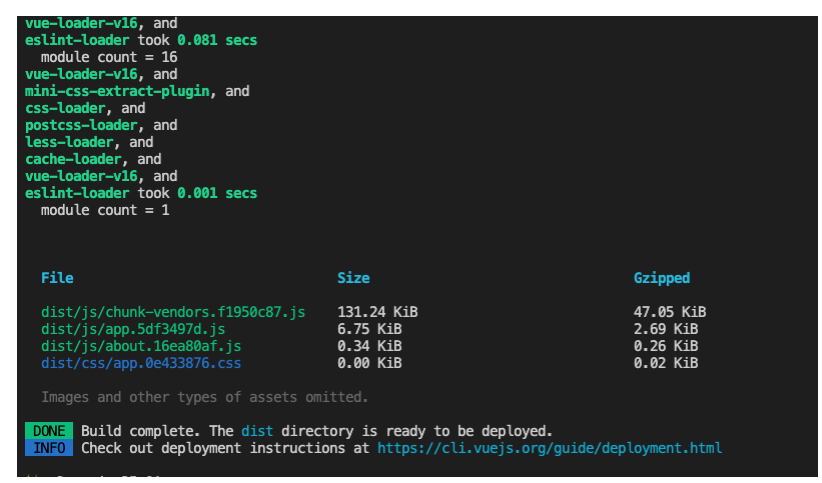 vue-loader-v16, and
eslint-loader took 0.081 secs
module count = 16
vue-loader-v16, and
mini-css-extract-plugin, and
css-loader, and
postcss-loader, and
less-loader, and
cache-loader, and
vue-loader-v16, and
eslint-loader took 0.001 secs
module count = 1
File Size Gzipped
dist/js/chunk-vendors.f1950c87.js 131.24 KiB 47.05 KiB
dist/js/app.5df3497d.js 6.75 KiB 2.69 KiB
dist/js/about.16ea80af.js 0.34 KiB 0.26 KiB
dist/css/app.0e433876.css 0.00 KiB 0.02 KiB
Images and other types of assets omitted.
DONE Build complete. The dist directory is ready to be deployed.
INFO Check out deployment instructions at https://cli.vuejs.org/guide/deployment.html